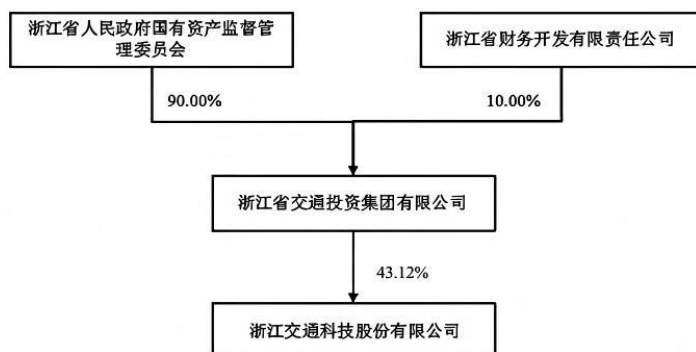 浙江省人民政府国有资产监督管
理委员会
浙江省财务开发有限责任公司
90.00%
10.00%
浙江省交通投资集团有限公司
43.12%
浙江交通科技股份有限公司